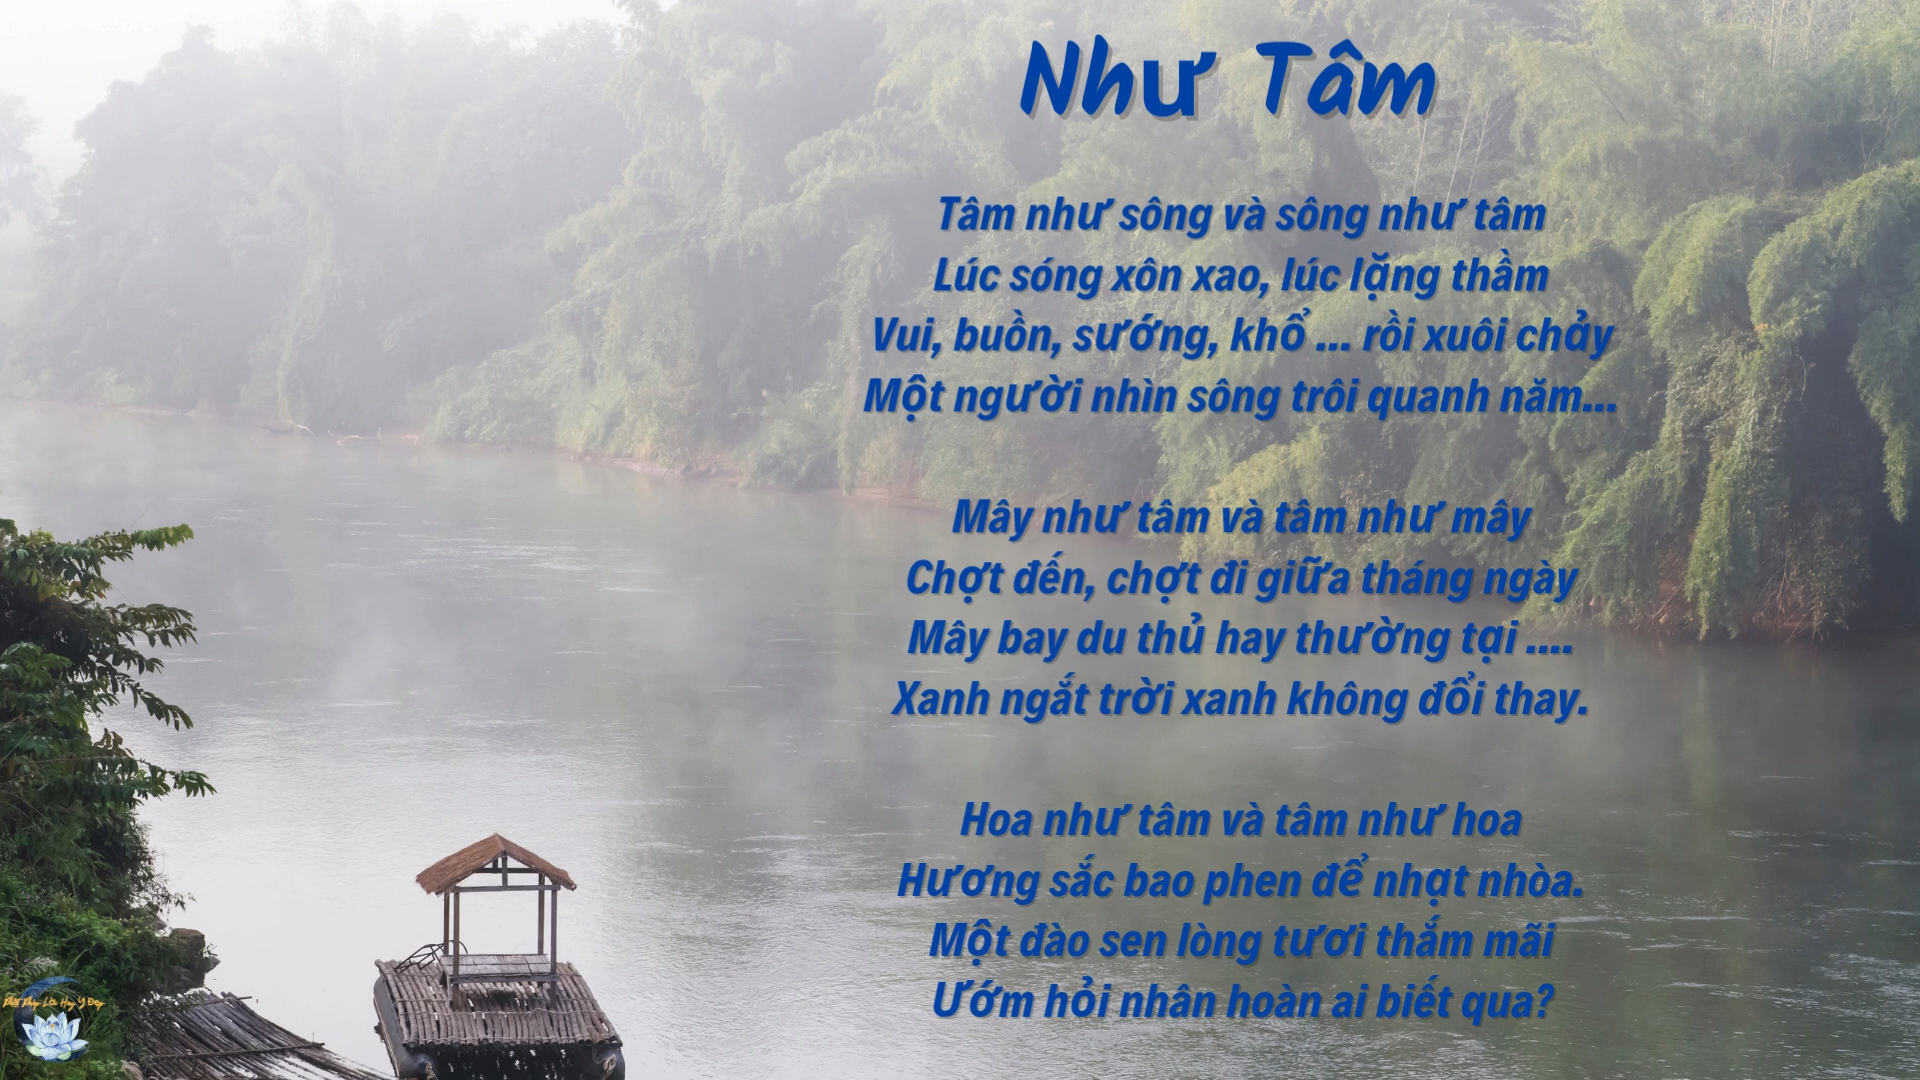 Như Tâm
Tâm như sông và sông như tâm
Lúc sóng xôn xao, lúc lặng thầm
Vui, buồn, sướng, khổ ... rồi xuôi chảy
Một người nhìn sông trôi quanh năm...
Mây như tâm và tâm như mây
Chợt đến, chợt đi giữa tháng ngày
Mây bay du thủ hay thường tại ....
Xanh ngắt trời xanh không đổi thay.
Hoa như tâm và tâm như hoa
Hương sắc bao phen để nhạt nhòa.
Một đào sen lòng tươi thắm mãi
Ướm hỏi nhân hoàn ai biết qua?